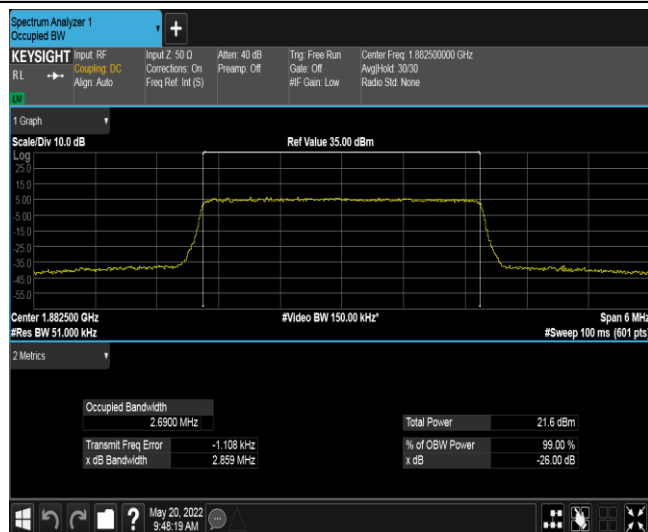 Spectrum Analyzer 1
Occupied BW
+
KEYSIGHT
RL
LXI
Input: RF
Coupling: DC
Align: Auto
Input Z: 50 Ω
Corrections: On
Freq Ref: Int (S)
Atten: 40 dB
Preamp: Off
Trig: Free Run
Gate: Off
#IF Gain: Low
Center Freq: 1.882500000 GHz
Avg|Hold: 30/30
Radio Std: None
1 Graph
Scale/Div 10.0 dB
Ref Value 35.00 dBm
Log
25.0
15.0
5.00
-5.00
-15.0
-25.0
-35.0
-45.0
-55.0
Center 1.882500 GHz
#Video BW 150.00 kHz*
Span 6 MHz
#Res BW 51.000 kHz
#Sweep 100 ms (601 pts)
2 Metrics
Occupied Bandwidth
2.6900 MHz
Total Power 21.6 dBm
Transmit Freq Error -1.108 kHz
% of OBW Power 99.00 %
x dB Bandwidth 2.859 MHz
x dB -26.00 dB
?
May 20, 2022
9:48:19 AM